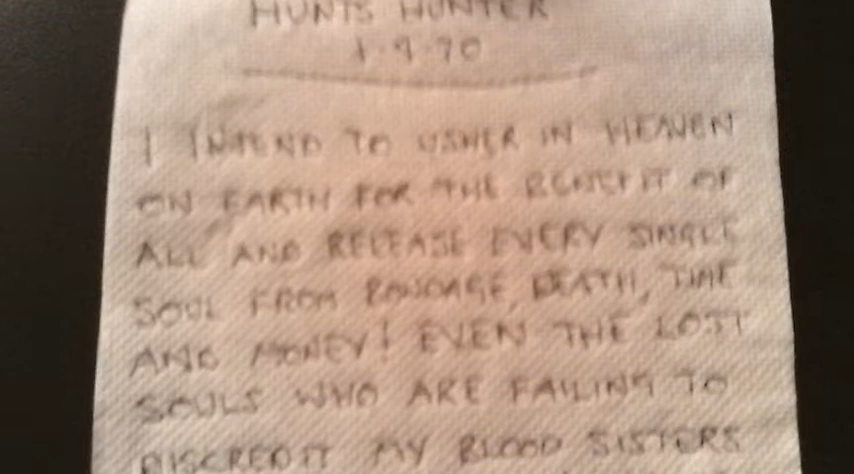 HUNTS HUNTER
1-9-70
I INTEND TO USHER IN HEAVEN
ON EARTH FOR THE BENEFIT OF
ALL AND RELEASE EVERY SINGLE
SOUL FROM BONDAGE, DEATH, TIME
AND MONEY! EVEN THE LOST
SOULS WHO ARE FAILING TO
DISCREDIT MY BLOOD SISTERS